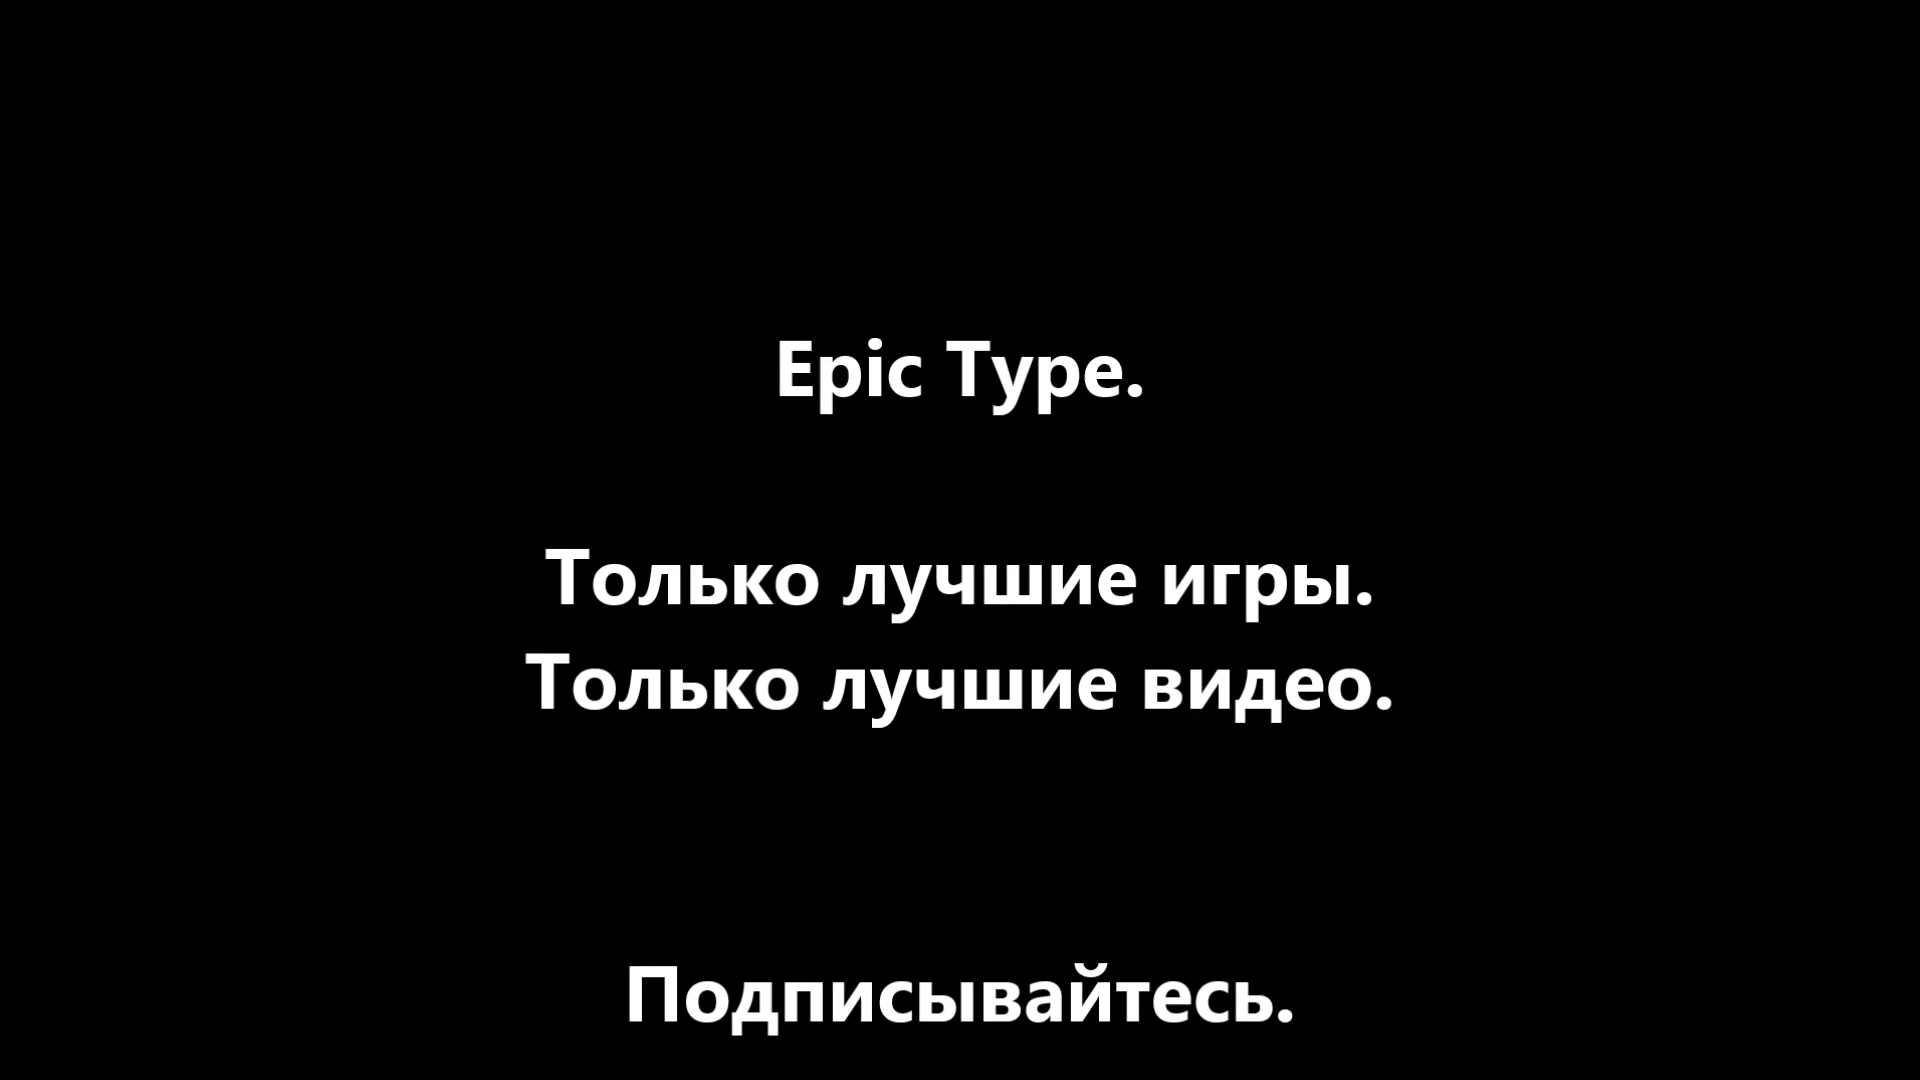 Epic Type.
Только лучшие игры.
Только лучшие видео.
Подписывайтесь.